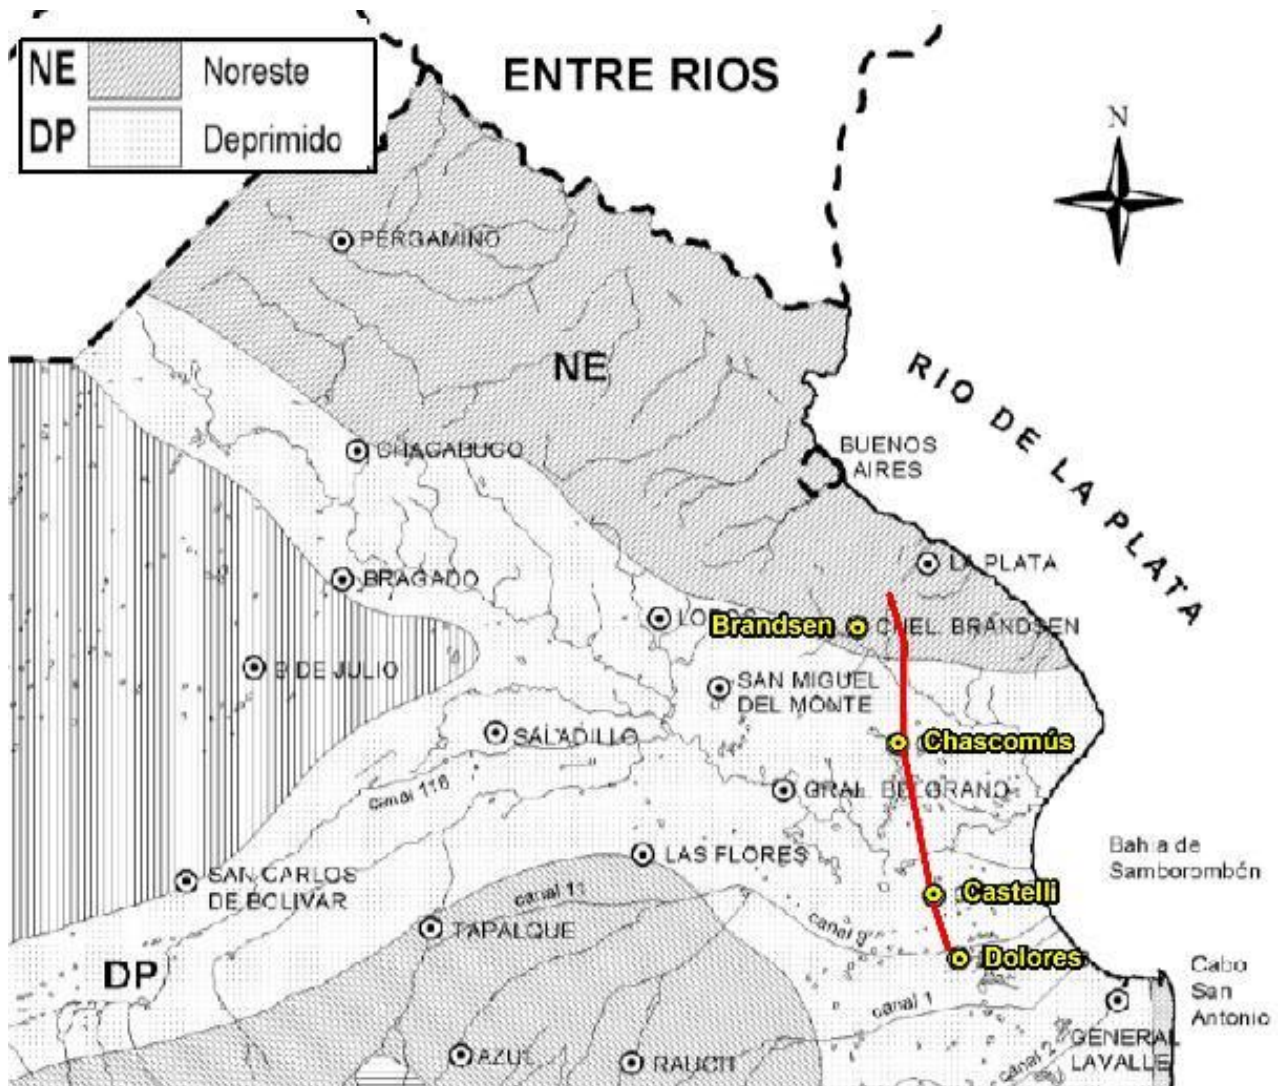 NE Noreste
DP Deprimido
ENTRE RIOS
N
PERGAMINO
NE
RIO DE LA PLATA
CHACABUCO
BUENOS
AIRES
LA PLATA
BRAGADO
Brandsen
CNEL. BRANDSEN
9 DE JULIO
SAN MIGUEL
DEL MONTE
SALADILLO
Chascomús
canal 116
GRAL. BELGRANO
LAS FLORES
Bahia de
Samborombón
SAN CARLOS
DE BOLIVAR
canal 11
Castelli
TAPALQUE
canal 9
Dolores
DP
Cabo
San
Antonio
canal 1
GENERAL
LAVALLE
AZUL
RAUCH
canal 2